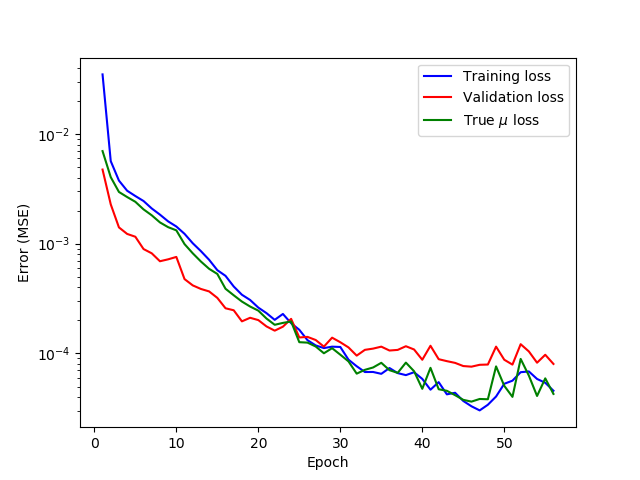 Training loss
Validation loss
True μ loss
Error (MSE)
10⁻²
10⁻³
10⁻⁴
0 10 20 30 40 50
Epoch